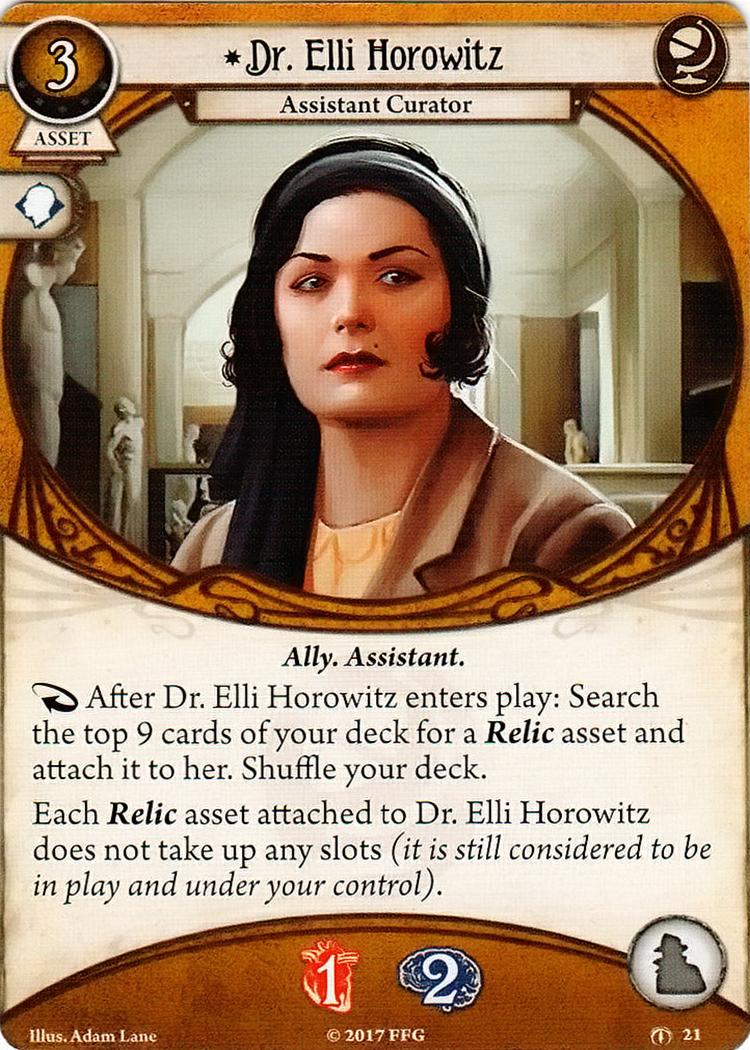 3
Dr. Elli Horowitz
ASSET
Assistant Curator
Ally. Assistant.
After Dr. Elli Horowitz enters play: Search
the top 9 cards of your deck for a Relic asset and
attach it to her. Shuffle your deck.
Each Relic asset attached to Dr. Elli Horowitz
does not take up any slots (it is still considered to be
in play and under your control).
1 2
Illus. Adam Lane © 2017 FFG 21